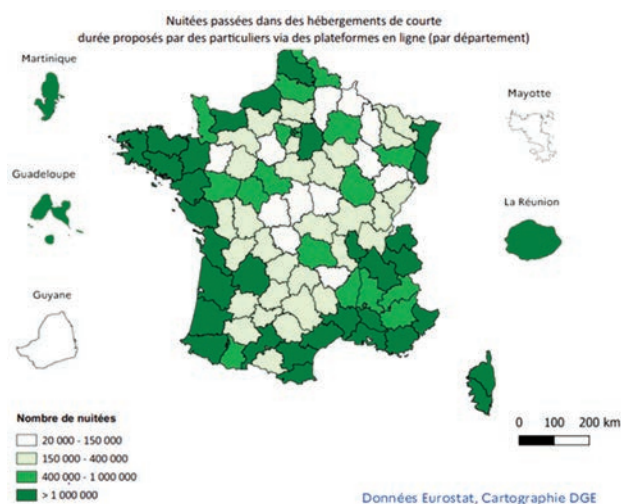 Nuitées passées dans des hébergements de courte
durée proposés par des particuliers via des plateformes en ligne (par département)
Martinique
Mayotte
Guadeloupe
La Réunion
Guyane
Nombre de nuitées
20 000 - 150 000
150 000 - 400 000
400 000 - 1 000 000
> 1 000 000
0 100 200 km
Données Eurostat, Cartographie DGE